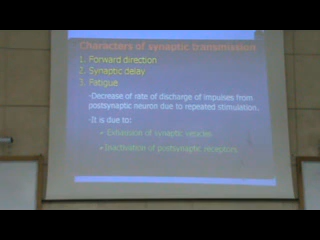 Characters of synaptic transmission
1. Forward direction
2. Synaptic delay
3. Fatigue
-Decrease of rate of discharge of impulses from
postsynaptic neuron due to repeated stimulation.
-It is due to:
- Exhausion of synaptic vesicles
- Inactivation of postsynaptic receptors